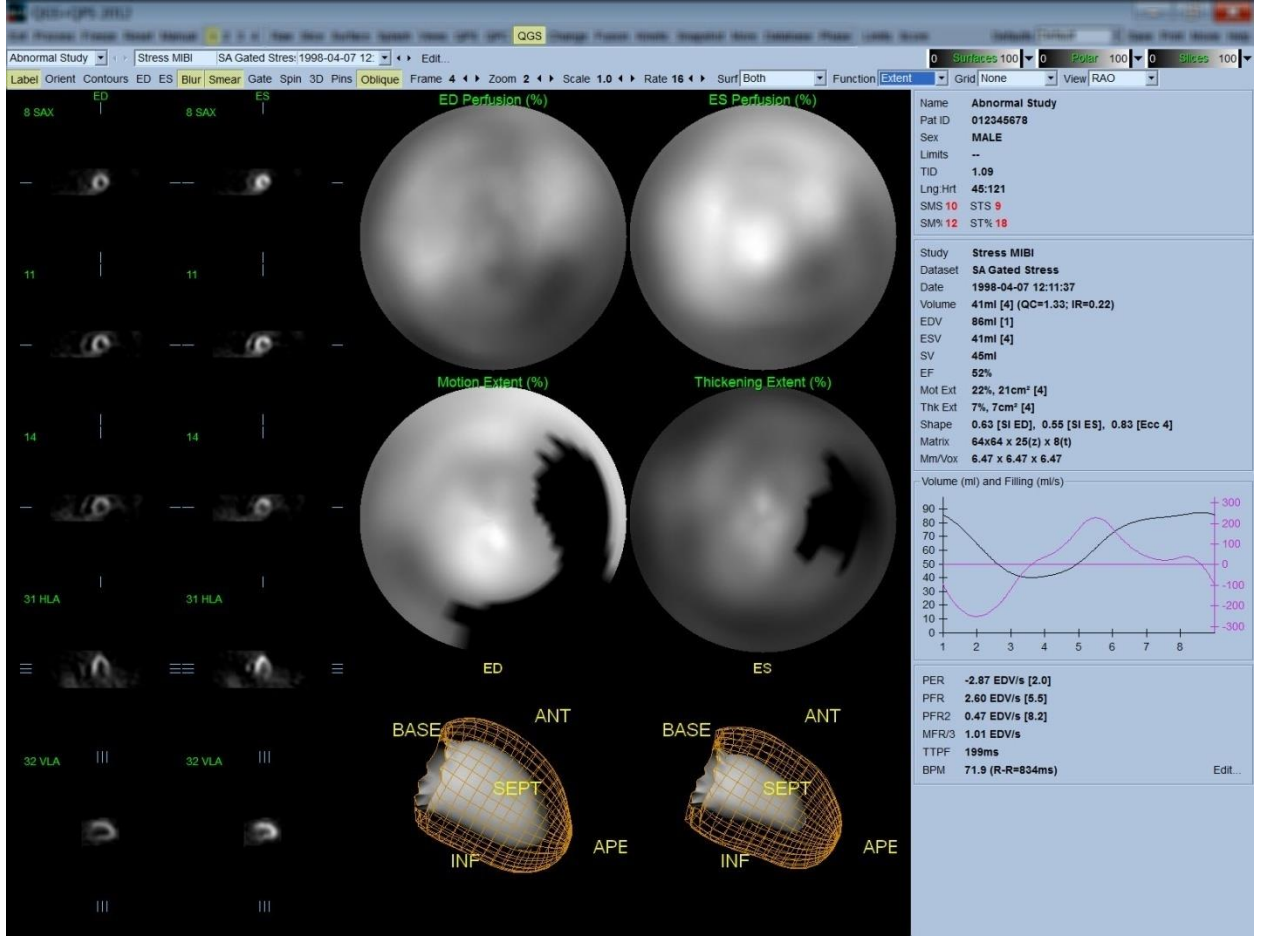 QGS+QPS 2012
QGS
Abnormal Study Stress MIBI SA Gated Stres: 1998-04-07 12: Edit...
0 Surfaces 100 0 Polar 100 0 Slices 100
Label Orient Contours ED ES Blur Smear Gate Spin 3D Pins Oblique Frame 4 Zoom 2 Scale 1.0 Rate 16 Surf Both Function Extent Grid None View RAO
ED ES
8 SAX 8 SAX
11 11
14 14
31 HLA 31 HLA
32 VLA 32 VLA
ED Perfusion (%) ES Perfusion (%)
Motion Extent (%) Thickening Extent (%)
ED ES
BASE ANT SEPT INF APE
BASE ANT SEPT INF APE
Name Abnormal Study
Pat ID 012345678
Sex MALE
Limits --
TID 1.09
Lng:Hrt 45:121
SMS 10 STS 9
SM% 12 ST% 18
Study Stress MIBI
Dataset SA Gated Stress
Date 1998-04-07 12:11:37
Volume 41ml [4] (QC=1.33; IR=0.22)
EDV 86ml [1]
ESV 41ml [4]
SV 45ml
EF 52%
Mot Ext 22%, 21cm² [4]
Thk Ext 7%, 7cm² [4]
Shape 0.63 [SI ED], 0.55 [SI ES], 0.83 [Ecc 4]
Matrix 64x64 x 25(z) x 8(t)
Mm/Vox 6.47 x 6.47 x 6.47
Volume (ml) and Filling (ml/s)
90 80 70 60 50 40 30 20 10 0
300 200 100 0 -100 -200 -300
1 2 3 4 5 6 7 8
PER -2.87 EDV/s [2.0]
PFR 2.60 EDV/s [5.5]
PFR2 0.47 EDV/s [8.2]
MFR/3 1.01 EDV/s
TTPF 199ms
BPM 71.9 (R-R=834ms) Edit...